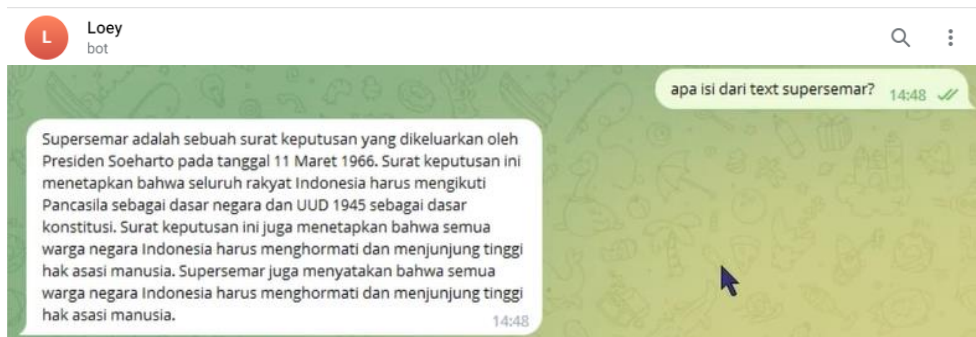 L
Loey
bot
apa isi dari text supersemar? 14:48
Supersemar adalah sebuah surat keputusan yang dikeluarkan oleh
Presiden Soeharto pada tanggal 11 Maret 1966. Surat keputusan ini
menetapkan bahwa seluruh rakyat Indonesia harus mengikuti
Pancasila sebagai dasar negara dan UUD 1945 sebagai dasar
konstitusi. Surat keputusan ini juga menetapkan bahwa semua
warga negara Indonesia harus menghormati dan menjunjung tinggi
hak asasi manusia. Supersemar juga menyatakan bahwa semua
warga negara Indonesia harus menghormati dan menjunjung tinggi
hak asasi manusia. 14:48